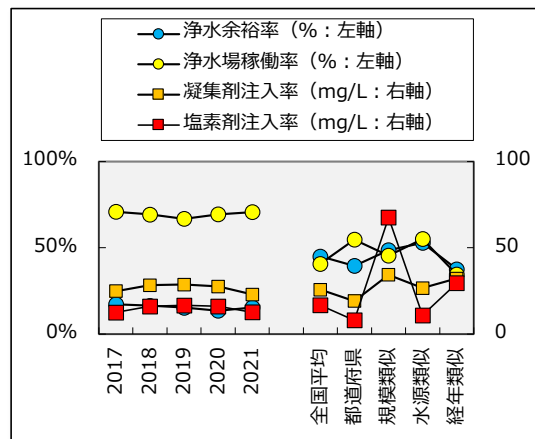 浄水余裕率(%:左軸)
浄水場稼働率(%:左軸)
凝集剤注入率(mg/L:右軸)
塩素剤注入率(mg/L:右軸)
100%
100
50%
50
0%
0
2017
2018
2019
2020
2021
全国平均
都道府県
規模類似
水源類似
経年類似